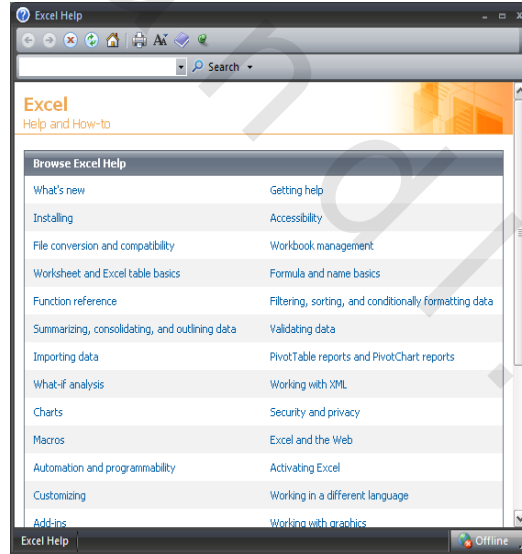 Excel Help
Search
Excel
Help and How-to
Browse Excel Help
What's new Getting help
Installing Accessibility
File conversion and compatibility Workbook management
Worksheet and Excel table basics Formula and name basics
Function reference Filtering, sorting, and conditionally formatting data
Summarizing, consolidating, and outlining data Validating data
Importing data PivotTable reports and PivotChart reports
What-if analysis Working with XML
Charts Security and privacy
Macros Excel and the Web
Automation and programmability Activating Excel
Customizing Working in a different language
Add-ins Working with graphics
Excel Help Offline